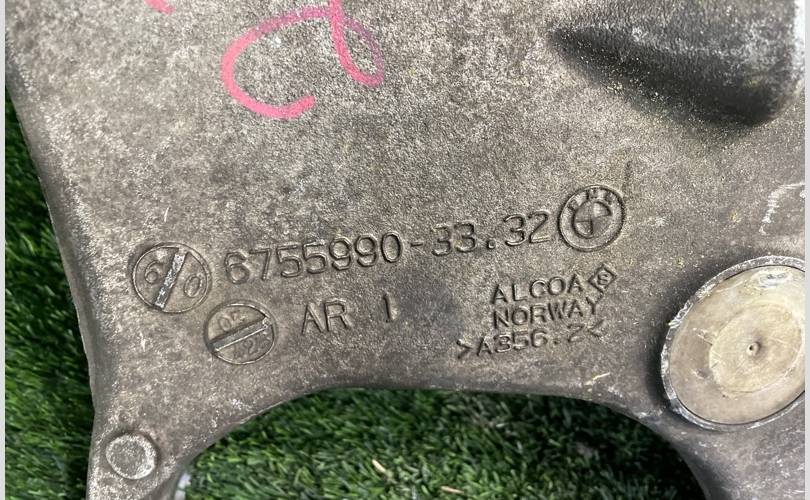 6755990-33.32
AR 1
ALCOA
NORWAY
>A356.2<